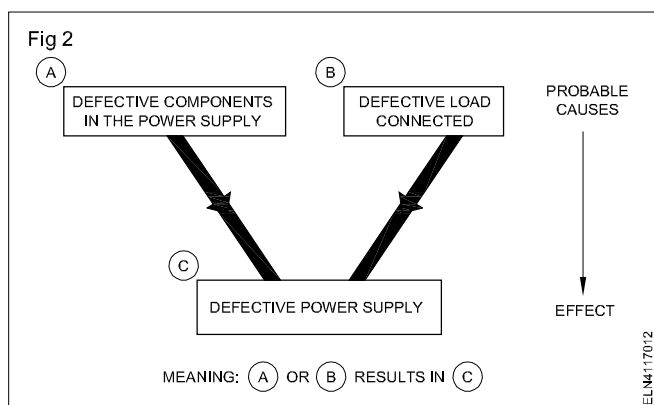 Fig 2
A
DEFECTIVE COMPONENTS
IN THE POWER SUPPLY
B
DEFECTIVE LOAD
CONNECTED
PROBABLE
CAUSES
C
DEFECTIVE POWER SUPPLY
EFFECT
MEANING: A OR B RESULTS IN C
ELN4117012